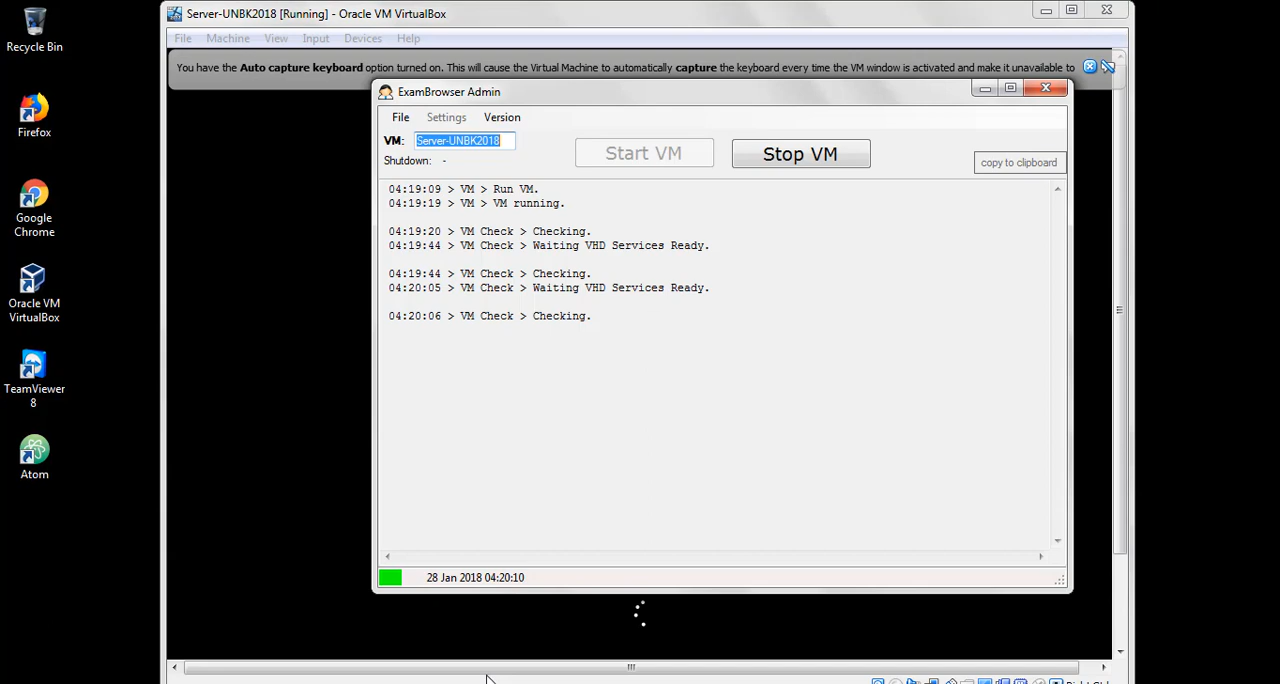 Server-UNBK2018 [Running] - Oracle VM VirtualBox
File Machine View Input Devices Help
You have the Auto capture keyboard option turned on. This will cause the Virtual Machine to automatically capture the keyboard every time the VM window is activated and make it unavailable to
Recycle Bin
Firefox
Google
Chrome
Oracle VM
VirtualBox
TeamViewer
8
Atom
ExamBrowser Admin
File Settings Version
VM: Server-UNBK2018
Start VM
Stop VM
Shutdown: -
copy to clipboard
04:19:09 > VM > Run VM.
04:19:19 > VM > VM running.
04:19:20 > VM Check > Checking.
04:19:44 > VM Check > Waiting VHD Services Ready.
04:19:44 > VM Check > Checking.
04:20:05 > VM Check > Waiting VHD Services Ready.
04:20:06 > VM Check > Checking.
28 Jan 2018 04:20:10
Right Ctrl